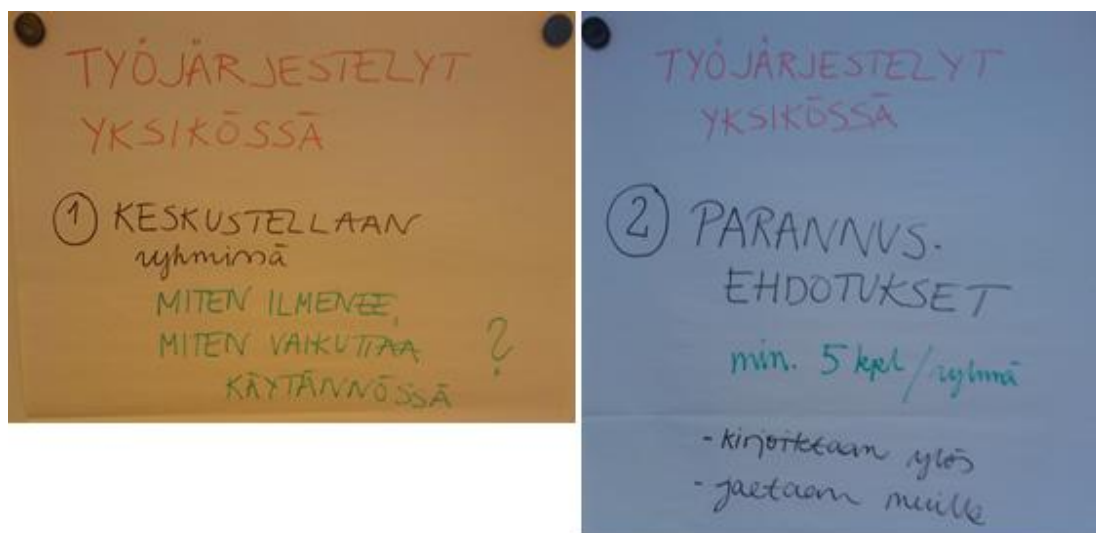 TYÖJÄRJESTELYT
YKSIKÖSSÄ
1 KESKUSTELLAAN
ryhmissä
MITEN ILMENEE,
MITEN VAIKUTTAA
KÄYTÄNNÖSSÄ ?
TYÖJÄRJESTELYT
YKSIKÖSSÄ
2 PARANNUS-
EHDOTUKSET
min. 5 kpl/ryhmä
- kirjoitetaan ylös
- jaetaan muille